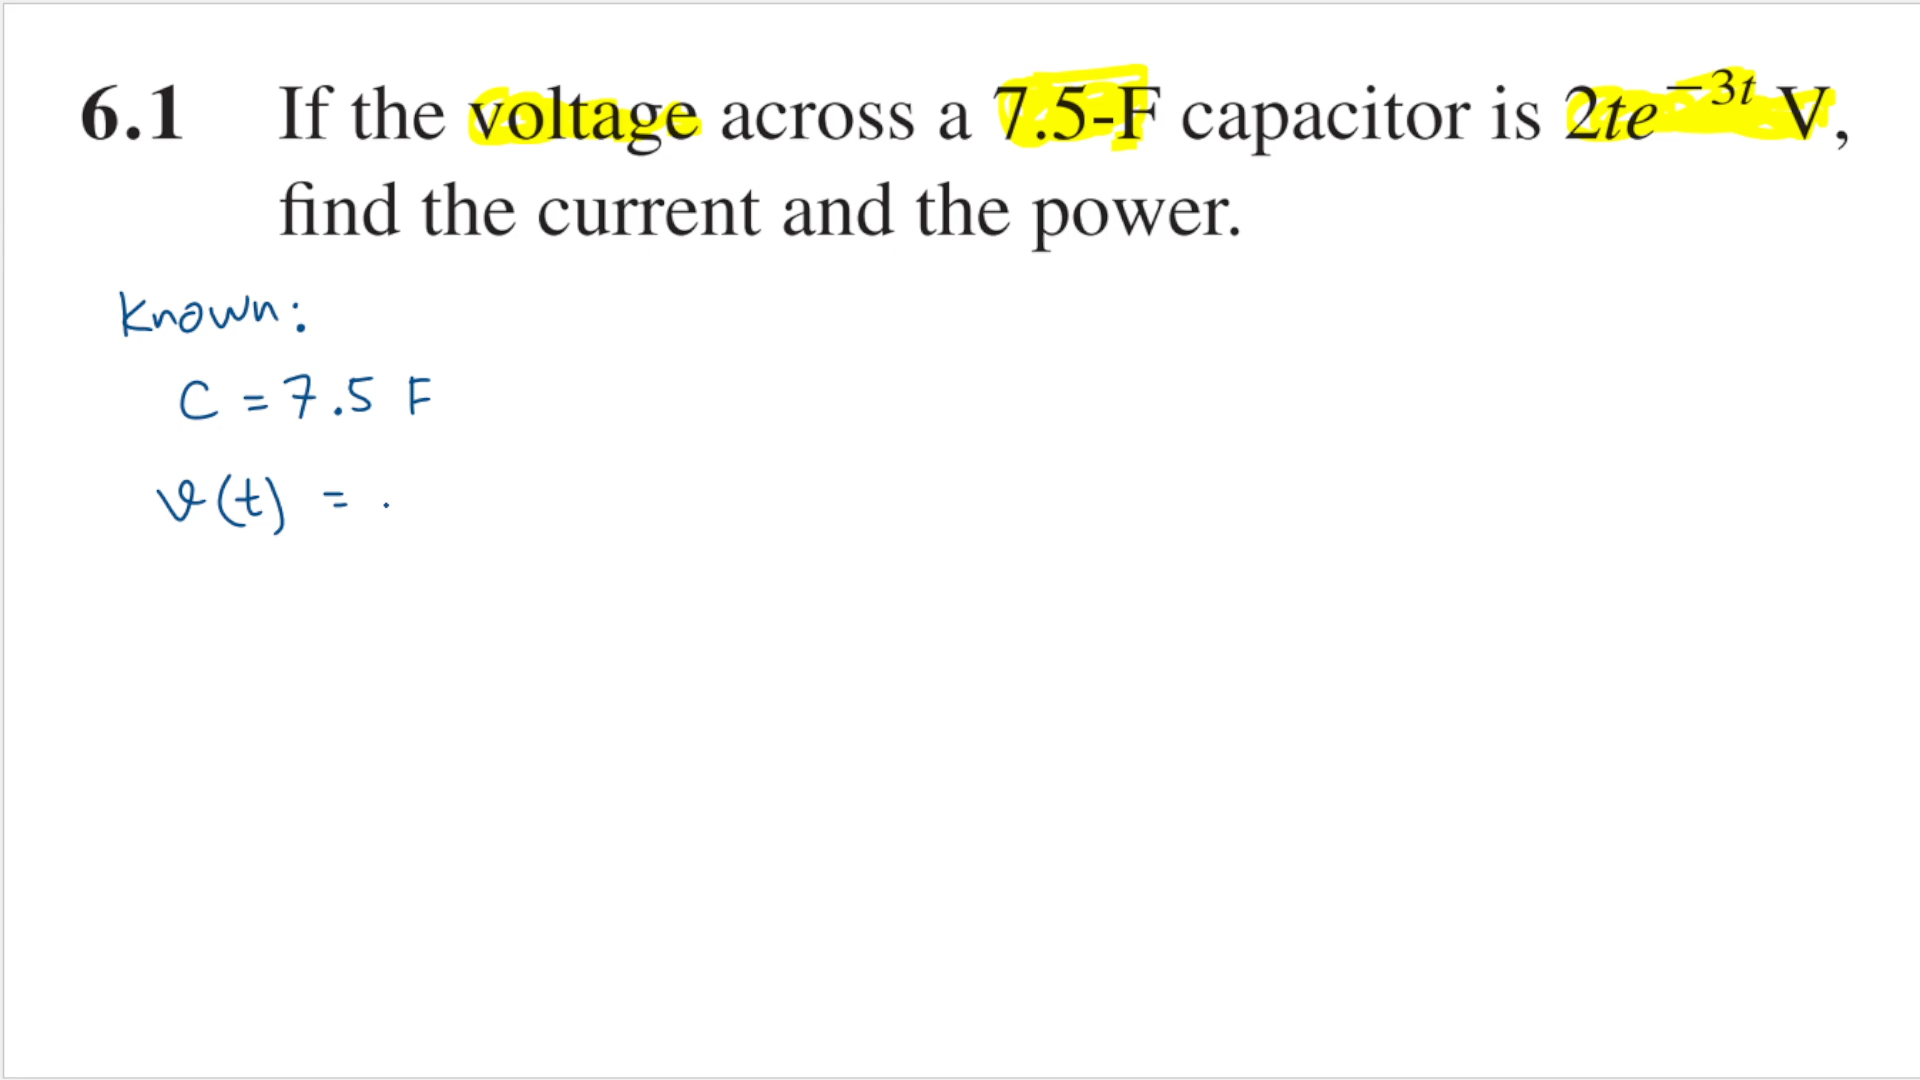 6.1 If the voltage across a 7.5-F capacitor is 2te⁻³ᵗ V,
find the current and the power.
Known:
C = 7.5 F
v(t) = .